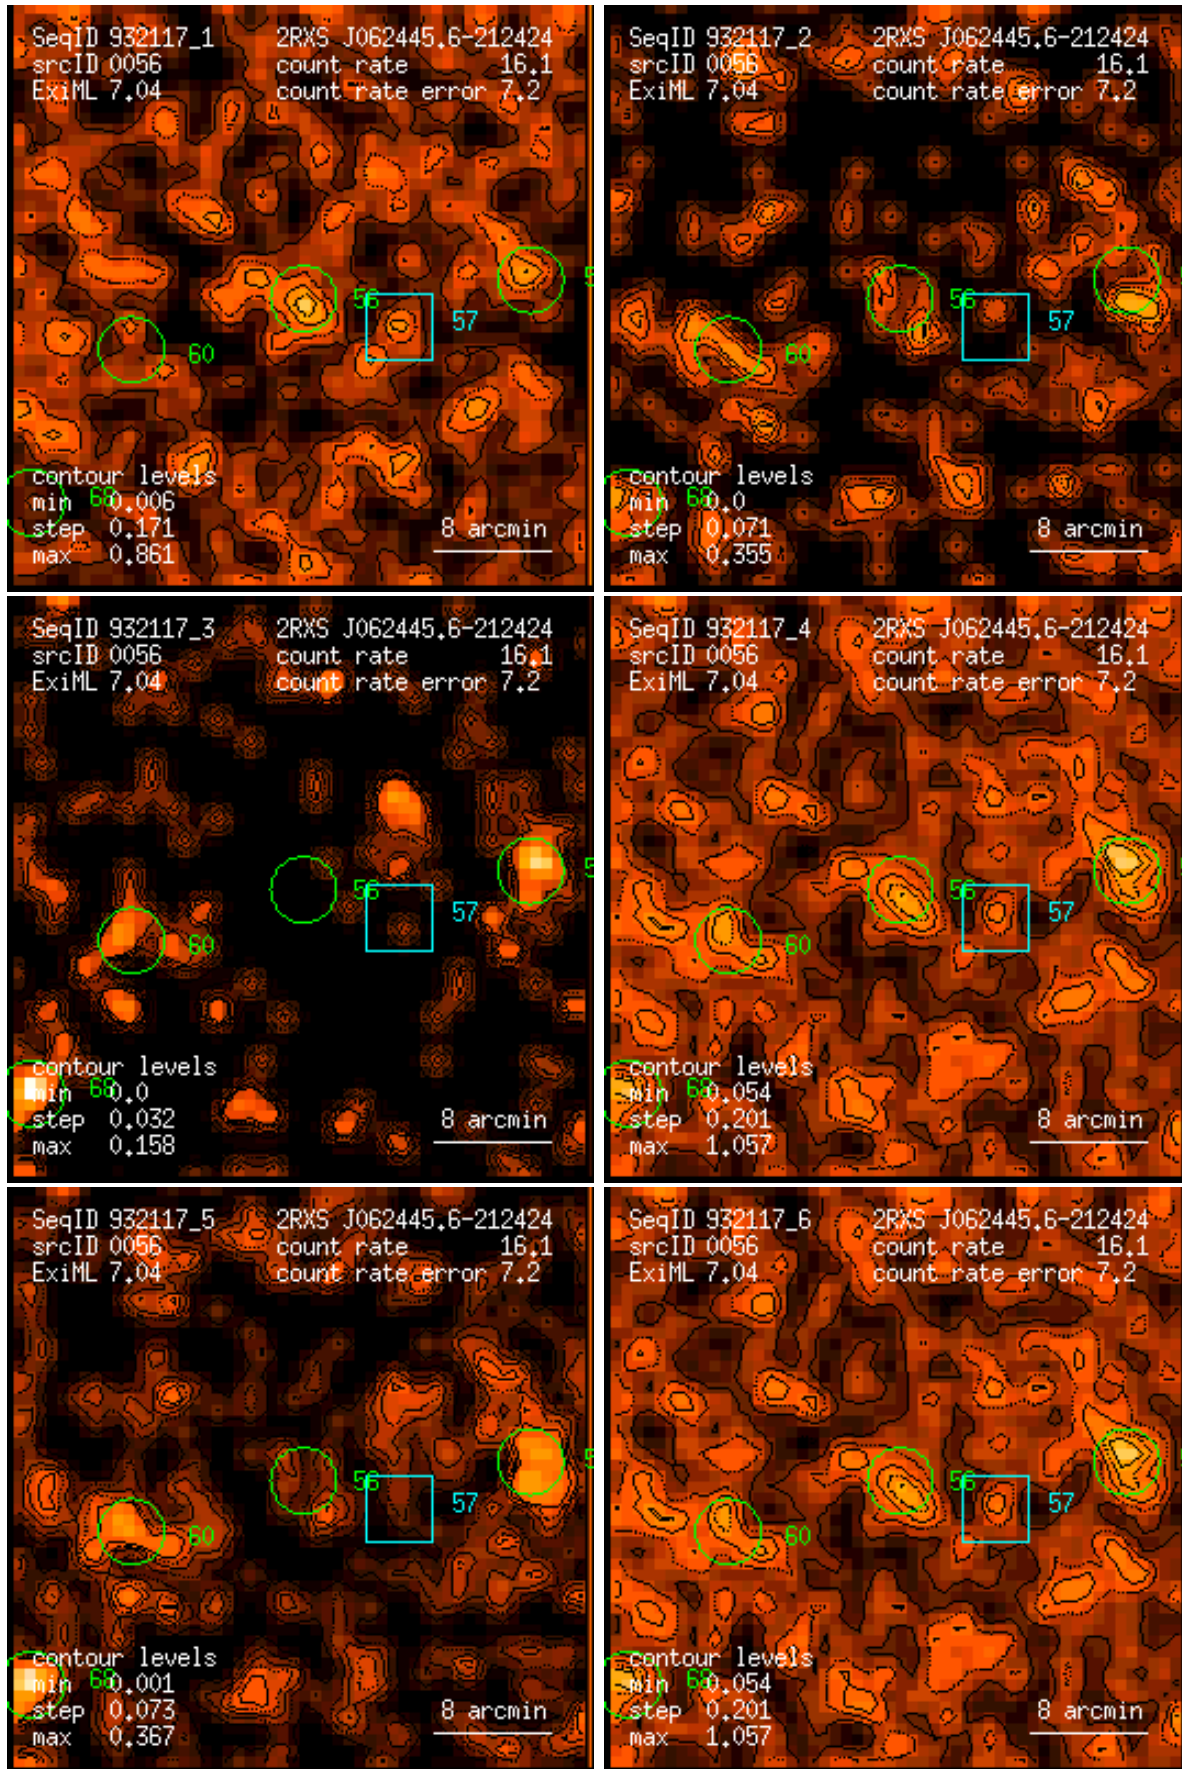 SeqID 932117_1 2RXS J062445.6-212424
srcID 0056 count rate 16.1
ExiML 7.04 count rate error 7.2
56
57
60
contour levels
68
min 0.006
step 0.171 8 arcmin
max 0.861
SeqID 932117_2 2RXS J062445.6-212424
srcID 0056 count rate 16.1
ExiML 7.04 count rate error 7.2
56
57
60
contour levels
68
min 0.0
step 0.071 8 arcmin
max 0.355
SeqID 932117_3 2RXS J062445.6-212424
srcID 0056 count rate 16.1
ExiML 7.04 count rate error 7.2
56
57
60
contour levels
68
min 0.0
step 0.032 8 arcmin
max 0.158
SeqID 932117_4 2RXS J062445.6-212424
srcID 0056 count rate 16.1
ExiML 7.04 count rate error 7.2
56
57
60
contour levels
68
min 0.054
step 0.201 8 arcmin
max 1.057
SeqID 932117_5 2RXS J062445.6-212424
srcID 0056 count rate 16.1
ExiML 7.04 count rate error 7.2
56
57
60
contour levels
68
min 0.001
step 0.073 8 arcmin
max 0.367
SeqID 932117_6 2RXS J062445.6-212424
srcID 0056 count rate 16.1
ExiML 7.04 count rate error 7.2
56
57
60
contour levels
68
min 0.054
step 0.201 8 arcmin
max 1.057